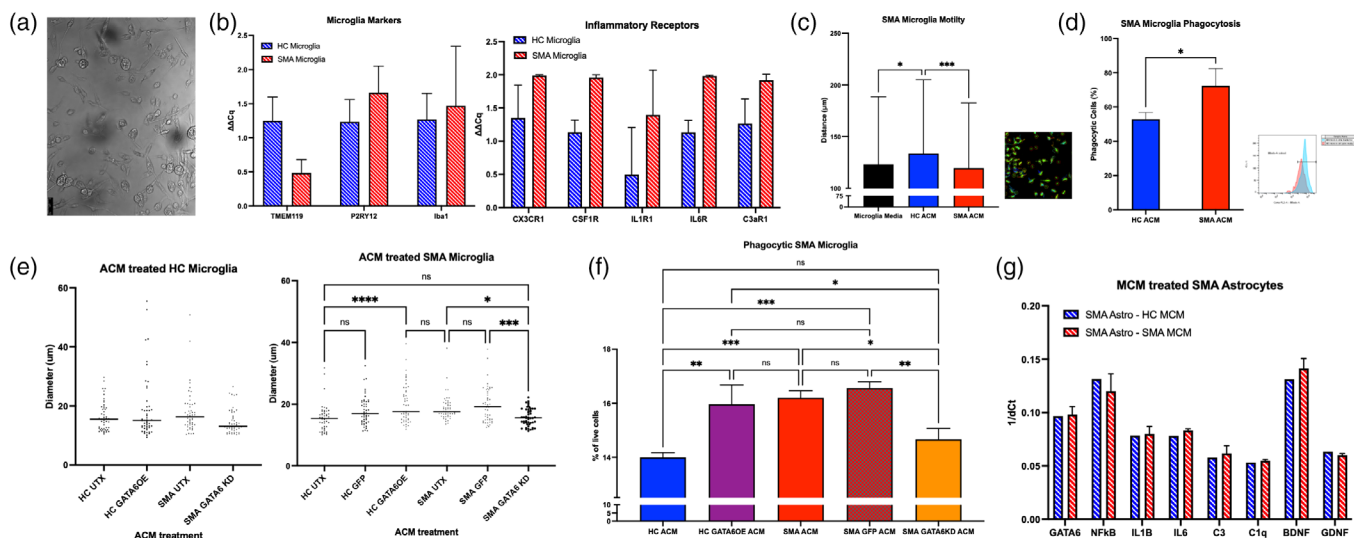 (a)
(b)
Microglia Markers
HC Microglia
SMA Microglia
ΔΔCq
2.5
2.0
1.5
1.0
0.5
0.0
TMEM119 P2RY12 Iba1
Inflammatory Receptors
HC Microglia
SMA Microglia
ΔΔCq
2.5
2.0
1.5
1.0
0.5
0.0
CX3CR1 CSF1R IL1R1 IL6R C3aR1
(c)
SMA Microglia Motility
Distance (μm)
250
200
150
100
75
0
* ***
Microglia Media HC ACM SMA ACM
(d)
SMA Microglia Phagocytosis
Phagocytic Cells (%)
100
80
60
40
20
0
*
HC ACM SMA ACM
(e)
ACM treated HC Microglia
Diameter (um)
60
40
20
0
HC UTX
HC GATA6OE
SMA UTX
SMA GATA6 KD
ACM treatment
ACM treated SMA Microglia
Diameter (um)
60
40
20
0
ns
**** *
ns ns ns ***
HC UTX
HC GFP
HC GATA6OE
SMA UTX
SMA GFP
SMA GATA6 KD
ACM treatment
(f)
Phagocytic SMA Microglia
% of live cells
18
16
14
10
5
0
ns
*
***
ns
*** *
** ns ns **
HC ACM HC GATA6OE ACM SMA ACM SMA GFP ACM SMA GATA6KD ACM
(g)
MCM treated SMA Astrocytes
SMA Astro - HC MCM
SMA Astro - SMA MCM
1/dCt
0.20
0.15
0.10
0.05
0.00
GATA6 NFkB IL1B IL6 C3 C1q BDNF GDNF